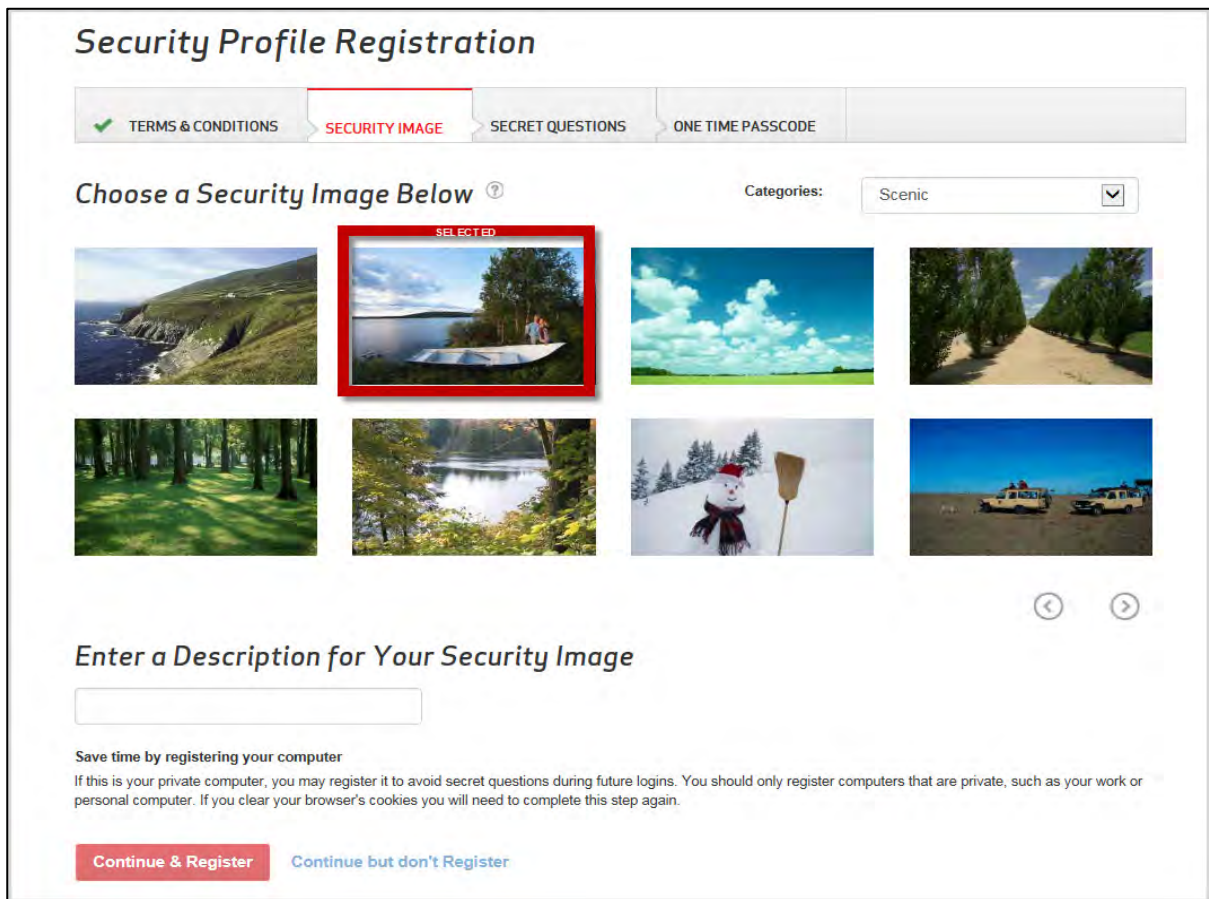 Security Profile Registration
TERMS & CONDITIONS
SECURITY IMAGE
SECRET QUESTIONS
ONE TIME PASSCODE
Choose a Security Image Below ?
Categories:
Scenic
SELECTED
Enter a Description for Your Security Image
Save time by registering your computer
If this is your private computer, you may register it to avoid secret questions during future logins. You should only register computers that are private, such as your work or
personal computer. If you clear your browser's cookies you will need to complete this step again.
Continue & Register
Continue but don't Register